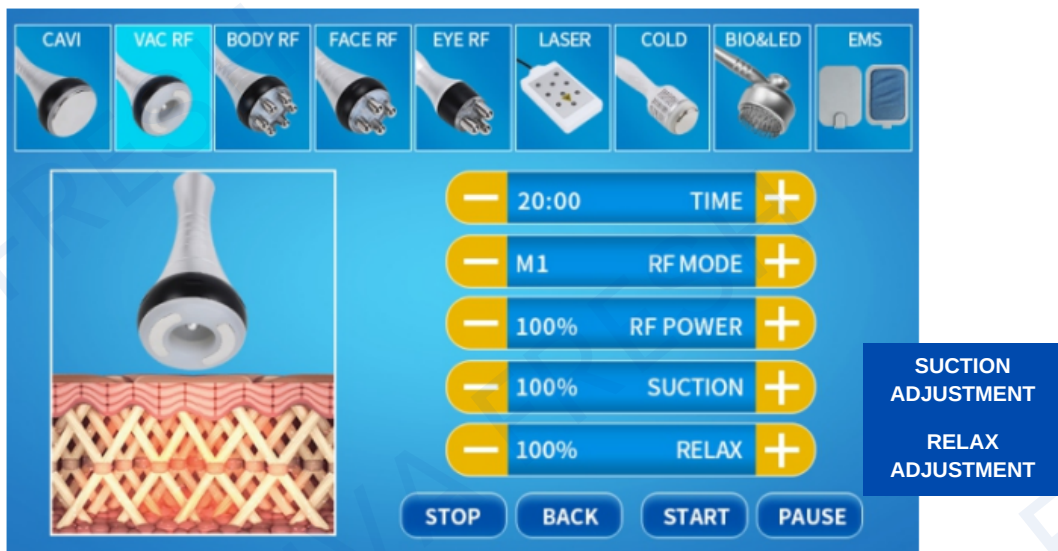 CAVI
VAC RF
BODY RF
FACE RF
EYE RF
LASER
COLD
BIO&LED
EMS
20:00 TIME
M1 RF MODE
100% RF POWER
100% SUCTION
100% RELAX
SUCTION
ADJUSTMENT
RELAX
ADJUSTMENT
STOP
BACK
START
PAUSE